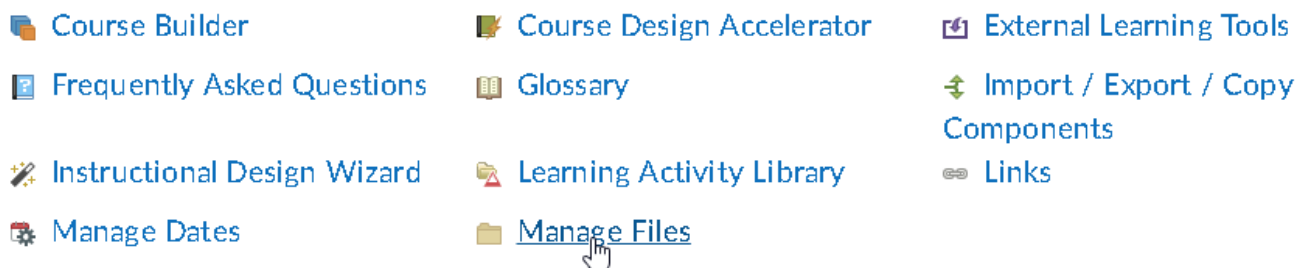 Course Builder
Course Design Accelerator
External Learning Tools
Frequently Asked Questions
Glossary
Import / Export / Copy
Components
Instructional Design Wizard
Learning Activity Library
Links
Manage Dates
Manage Files